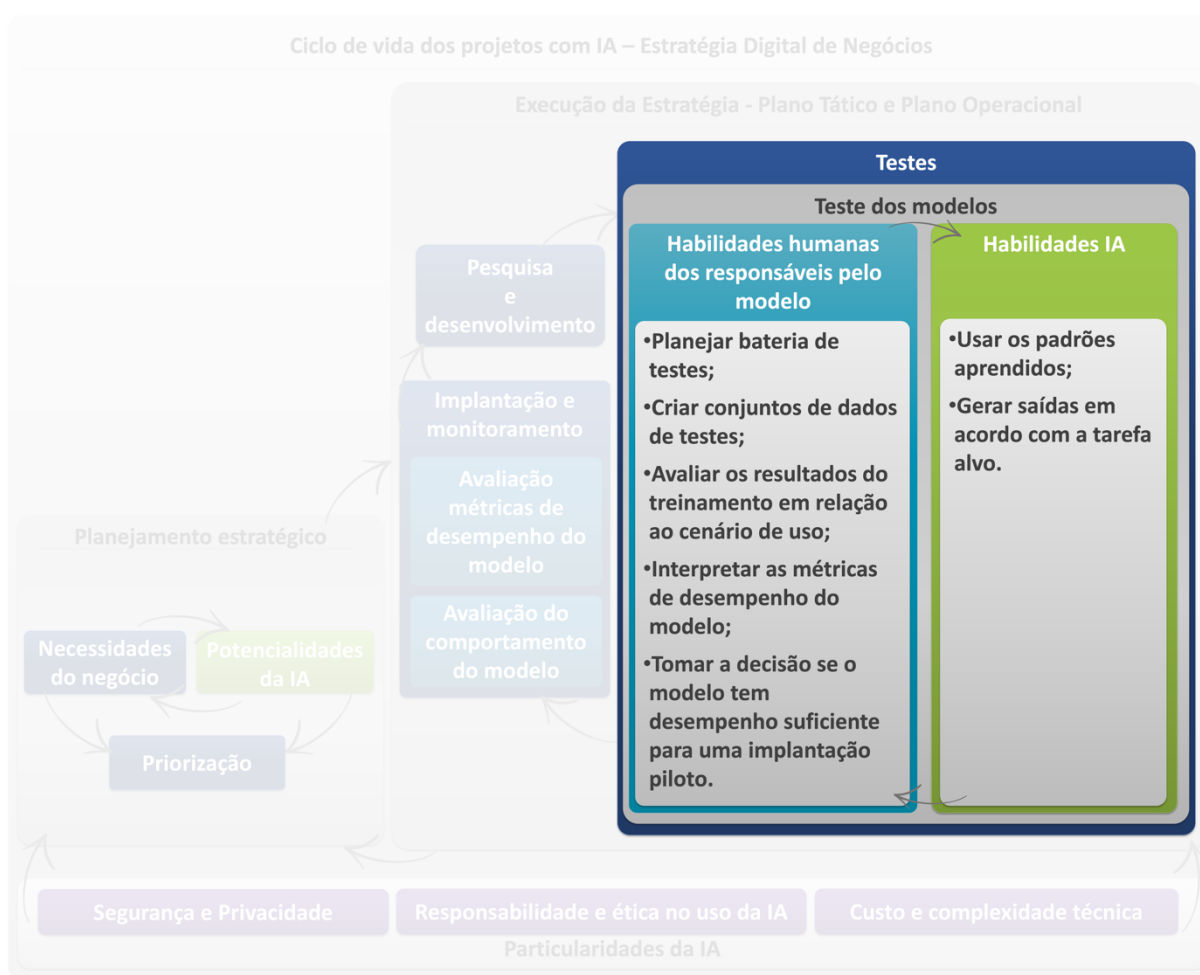 Ciclo de vida dos projetos com IA – Estratégia Digital de Negócios
Execução da Estratégia - Plano Tático e Plano Operacional
Testes
Teste dos modelos
Habilidades humanas
dos responsáveis pelo
modelo
•Planejar bateria de
testes;
•Criar conjuntos de dados
de testes;
•Avaliar os resultados do
treinamento em relação
ao cenário de uso;
•Interpretar as métricas
de desempenho do
modelo;
•Tomar a decisão se o
modelo tem
desempenho suficiente
para uma implantação
piloto.
Habilidades IA
•Usar os padrões
aprendidos;
•Gerar saídas em
acordo com a tarefa
alvo.
Pesquisa
e
desenvolvimento
Implantação e
monitoramento
Avaliação
métricas de
desempenho do
modelo
Avaliação do
comportamento
do modelo
Planejamento estratégico
Necessidades
do negócio
Potencialidades
da IA
Priorização
Segurança e Privacidade
Responsabilidade e ética no uso da IA
Custo e complexidade técnica
Particularidades da IA